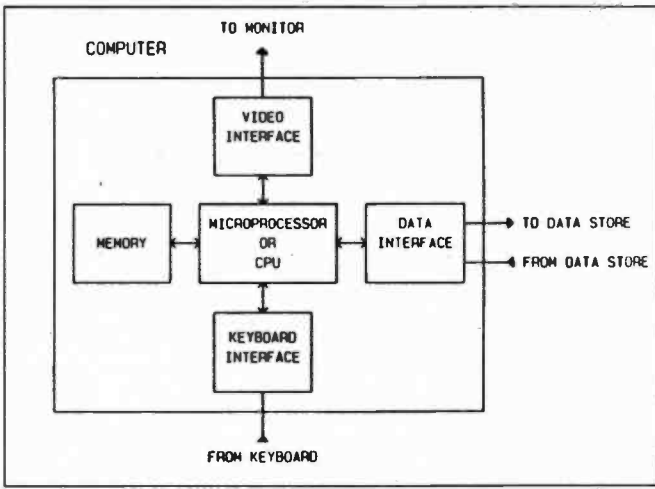 TO MONITOR
COMPUTER
VIDEO
INTERFACE
MEMORY
MICROPROCESSOR
OR
CPU
DATA
INTERFACE
TO DATA STORE
FROM DATA STORE
KEYBOARD
INTERFACE
FROM KEYBOARD